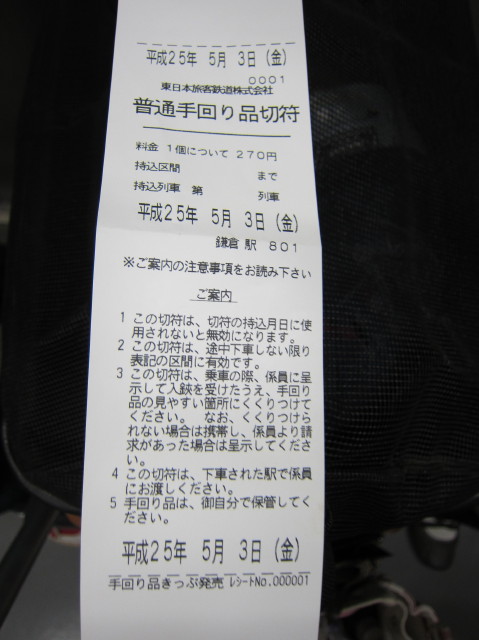 平成25年 5月 3日(金)
0001
東日本旅客鉄道株式会社
普通手回り品切符
料金 1個について 270円
持込区間 まで
持込列車 第 列車
平成25年 5月 3日(金)
鎌倉 駅 801
※ご案内の注意事項をお読み下さい
ご案内
1 この切符は、切符の持込月日に使
用されないと無効になります。
2 この切符は、途中下車しない限り
表記の区間に有効です。
3 この切符は、乗車の際、係員に呈
示して入鋏を受けたうえ、手回り
品の見やすい箇所にくくりつけて
ください。 なお、くくりつけら
れない場合は携帯し、係員より請
求があった場合は呈示してくださ
い。
4 この切符は、下車された駅で係員
にお渡しください。
5 手回り品は、御自分で保管してく
ださい。
平成25年 5月 3日(金)
手回り品きっぷ発売 レシートNo.000001